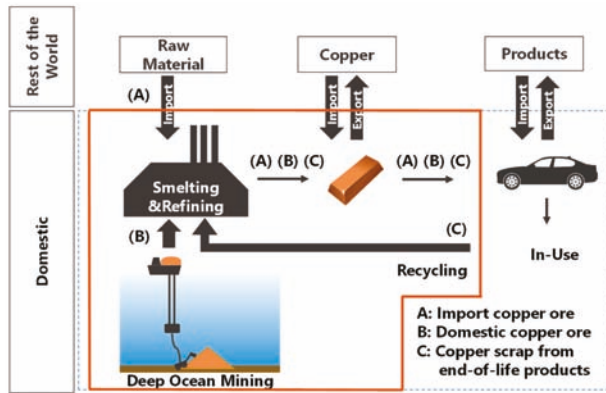 Rest of the
World
Raw
Material
Copper
Products
(A)
Import
Import
Export
Import
Export
Domestic
Smelting
&Refining
(A) (B) (C)
(A) (B) (C)
(B)
(C)
Recycling
In-Use
Deep Ocean Mining
A: Import copper ore
B: Domestic copper ore
C: Copper scrap from
end-of-life products